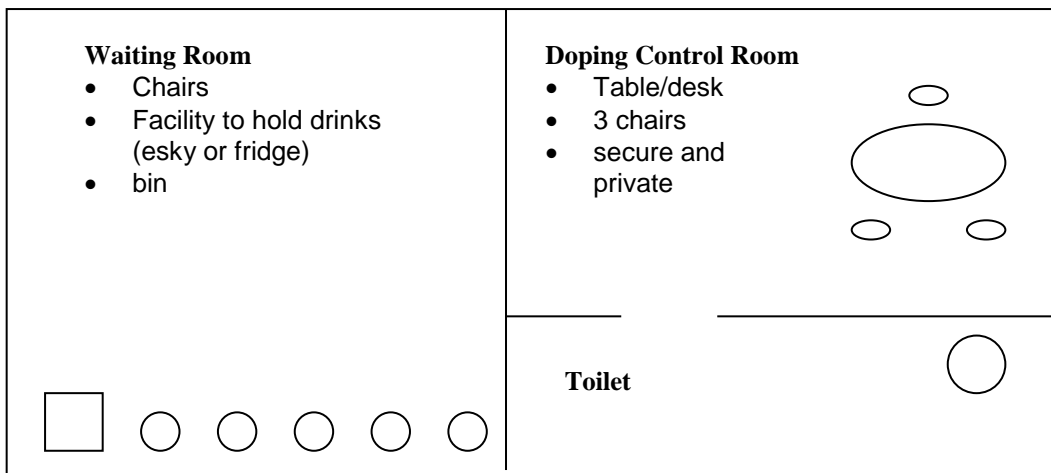 Waiting Room
• Chairs
• Facility to hold drinks
(esky or fridge)
• bin
Doping Control Room
• Table/desk
• 3 chairs
• secure and
private
Toilet